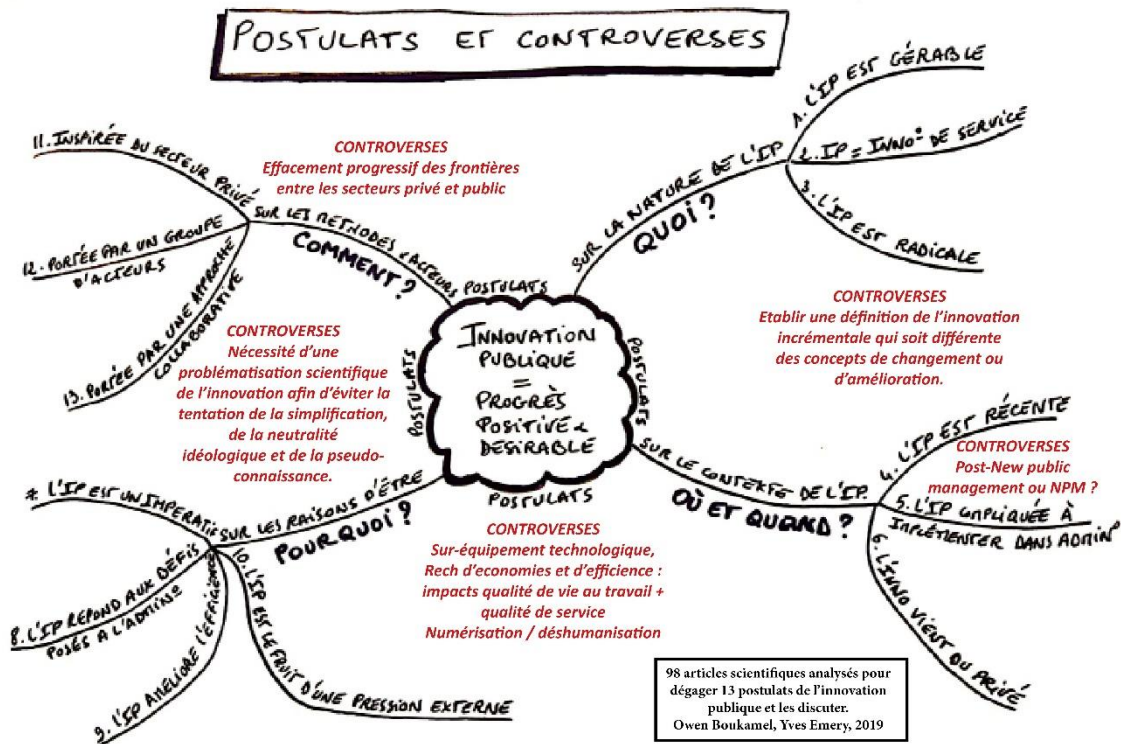 POSTULATS ET CONTROVERSES
11. INSPIRÉE DU SECTEUR PRIVÉ
12. PORTÉE PAR UN GROUPE
D'ACTEURS
13. PORTÉE PAR UNE APPROCHE
COLLABORATIVE
SUR LES METHODES & ACTEURS
COMMENT ?
CONTROVERSES
Effacement progressif des frontières
entre les secteurs privé et public
SUR LA NATURE DE L'IP
QUOI ?
1. L'IP EST GÉRABLE
2. IP = INNO° DE SERVICE
3. L'IP EST RADICALE
CONTROVERSES
Etablir une définition de l'innovation
incrémentale qui soit différente
des concepts de changement ou
d'amélioration.
POSTULATS
POSTULATS
POSTULATS
POSTULATS
INNOVATION
PUBLIQUE
=
PROGRÈS
POSITIVE &
DESIRABLE
CONTROVERSES
Nécessité d'une
problématisation scientifique
de l'innovation afin d'éviter la
tentation de la simplification,
de la neutralité
idéologique et de la pseudo-
connaissance.
SUR LE CONTEXTE DE L'IP
OÙ ET QUAND ?
4. L'IP EST RÉCENTE
CONTROVERSES
Post-New public
management ou NPM ?
5. L'IP COMPLIQUÉE À
IMPLÉMENTER DANS ADMIN°
6. L'INNO VIENT DU PRIVÉ
SUR LES RAISONS D'ÊTRE
POURQUOI ?
7. L'IP EST UN IMPERATIF
8. L'IP RÉPOND AUX DÉFIS
POSÉS A L'ADMIN°
9. L'IP AMÉLIORE L'EFFICIENCE
10. L'IP EST LE FRUIT D'UNE PRESSION EXTERNE
CONTROVERSES
Sur-équipement technologique,
Rech d'economies et d'efficience :
impacts qualité de vie au travail +
qualité de service
Numérisation / déshumanisation
98 articles scientifiques analysés pour
dégager 13 postulats de l'innovation
publique et les discuter.
Owen Boukamel, Yves Emery, 2019